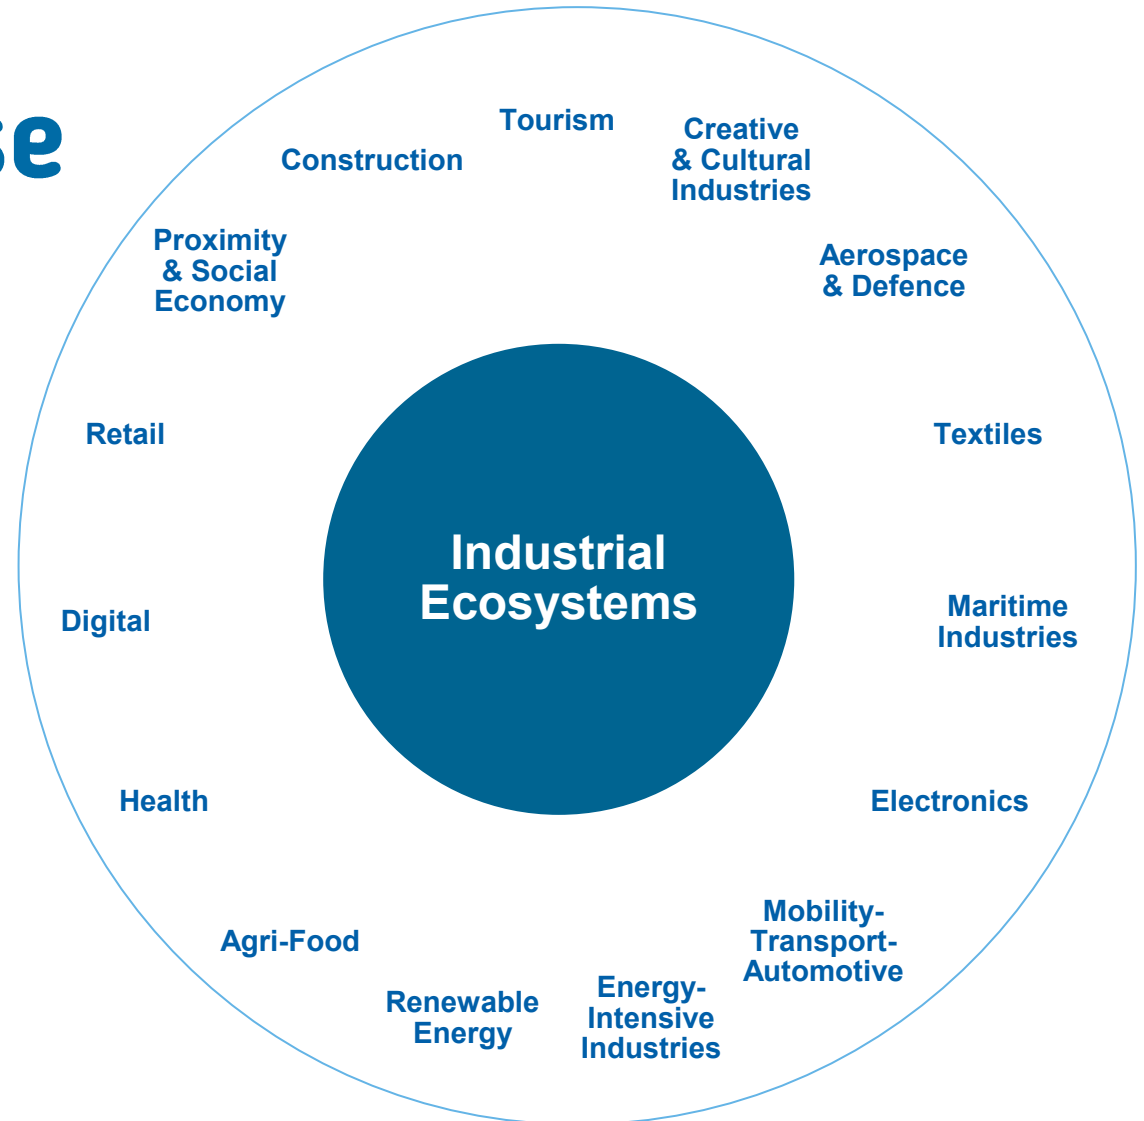 se
Tourism
Creative
& Cultural
Industries
Construction
Proximity
& Social
Economy
Aerospace
& Defence
Retail
Textiles
Industrial
Ecosystems
Digital
Maritime
Industries
Health
Electronics
Agri-Food
Mobility-
Transport-
Automotive
Renewable
Energy
Energy-
Intensive
Industries